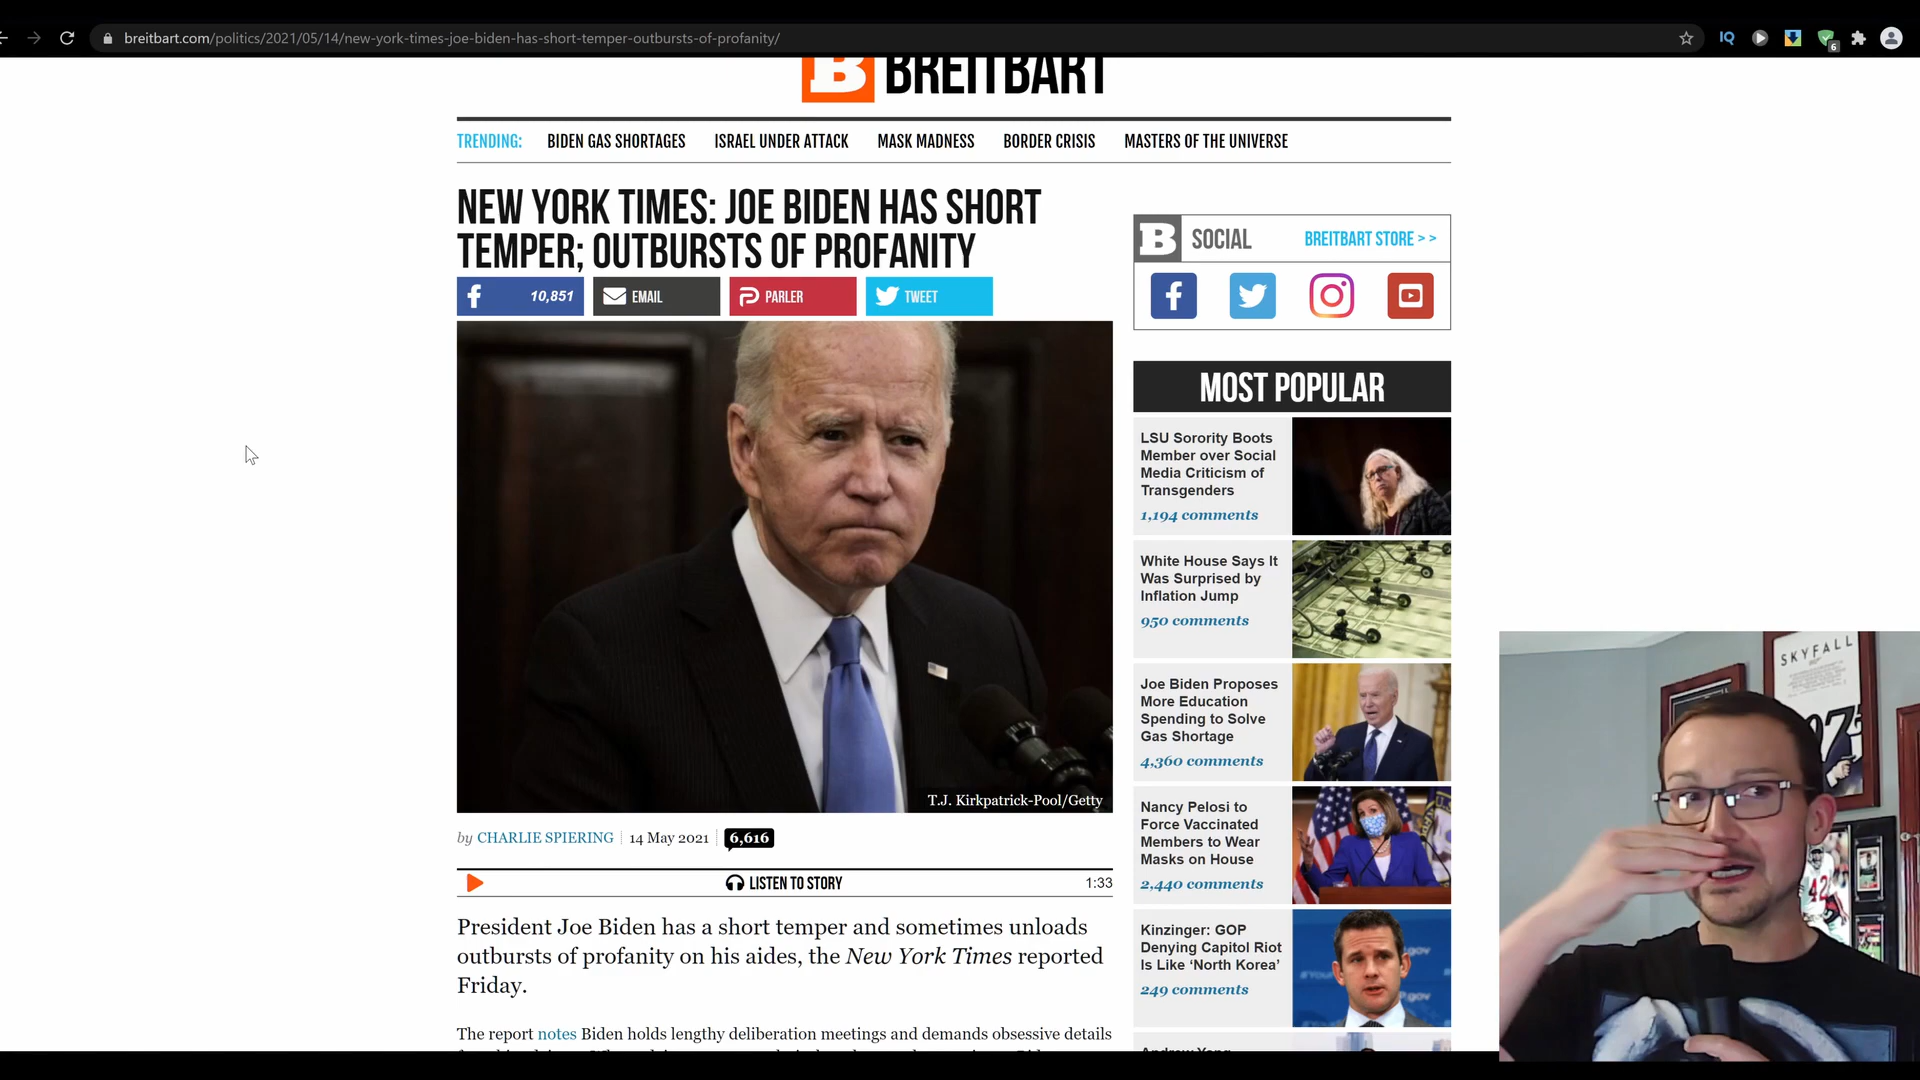 breitbart.com/politics/2021/05/14/new-york-times-joe-biden-has-short-temper-outbursts-of-profanity/
IQ
6
B BREITBART
TRENDING: BIDEN GAS SHORTAGES ISRAEL UNDER ATTACK MASK MADNESS BORDER CRISIS MASTERS OF THE UNIVERSE
NEW YORK TIMES: JOE BIDEN HAS SHORT
TEMPER; OUTBURSTS OF PROFANITY
10,851 EMAIL PARLER TWEET
T.J. Kirkpatrick-Pool/Getty
by CHARLIE SPIERING 14 May 2021 6,616
LISTEN TO STORY 1:33
President Joe Biden has a short temper and sometimes unloads
outbursts of profanity on his aides, the New York Times reported
Friday.
The report notes Biden holds lengthy deliberation meetings and demands obsessive details
B SOCIAL BREITBART STORE > >
MOST POPULAR
LSU Sorority Boots
Member over Social
Media Criticism of
Transgenders
1,194 comments
White House Says It
Was Surprised by
Inflation Jump
950 comments
Joe Biden Proposes
More Education
Spending to Solve
Gas Shortage
4,360 comments
Nancy Pelosi to
Force Vaccinated
Members to Wear
Masks on House
2,440 comments
Kinzinger: GOP
Denying Capitol Riot
Is Like ‘North Korea’
249 comments
Andrew Yang
SKYFALL
42